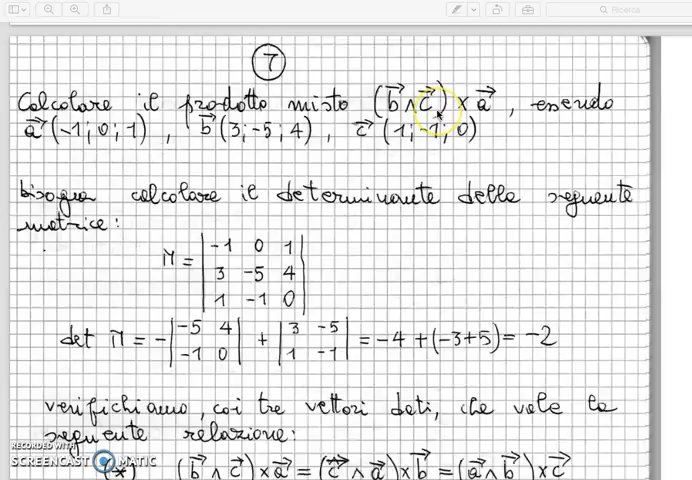 Ricerca
7
Calcolare il prodotto misto (b⃗ ∧ c⃗) × a⃗, essendo
a⃗(-1; 0; 1), b⃗(3; -5; 4), c⃗(1; -1; 0)
bisogna calcolare il determinante della seguente
matrice:
M = | -1 0 1 |
| 3 -5 4 |
| 1 -1 0 |
det M = - | -5 4 | + | 3 -5 | = -4 + (-3+5) = -2
| -1 0 | | 1 -1 |
verifichiamo, coi tre vettori dati, che vale la
seguente relazione:
RECORDED WITH
SCREENCAST MATIC
(*) (b⃗ ∧ c⃗) × a⃗ = (c⃗ ∧ a⃗) × b⃗ = (a⃗ ∧ b⃗) × c⃗